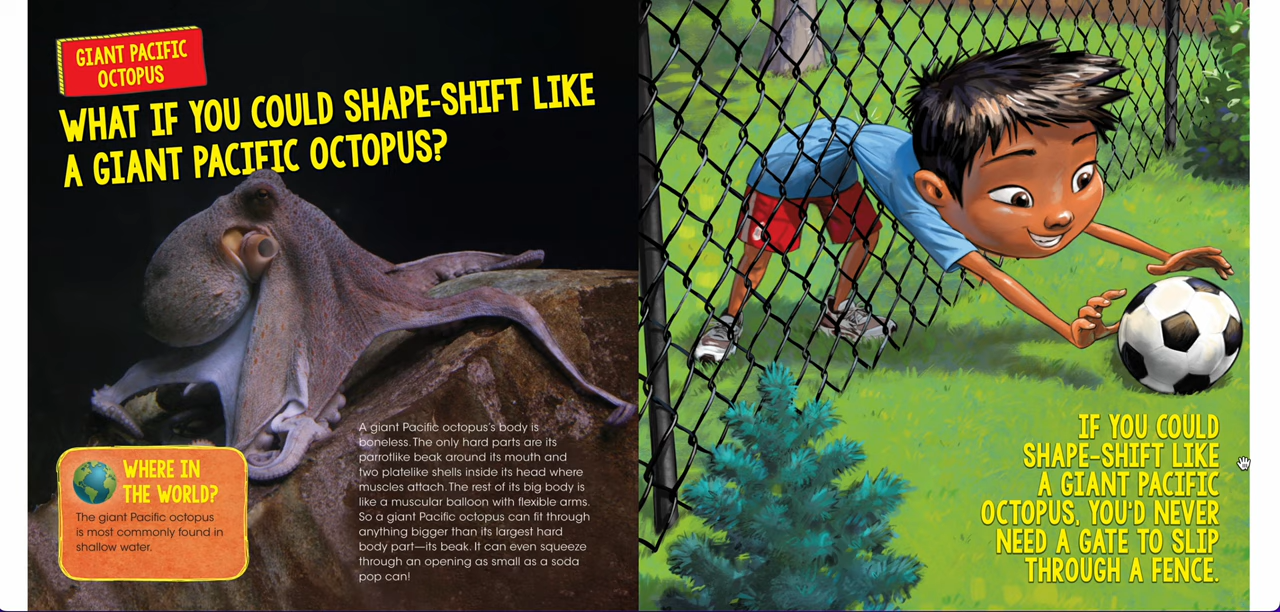 GIANT PACIFIC
OCTOPUS
WHAT IF YOU COULD SHAPE-SHIFT LIKE
A GIANT PACIFIC OCTOPUS?
WHERE IN
THE WORLD?
The giant Pacific octopus
is most commonly found in
shallow water.
A giant Pacific octopus's body is
boneless. The only hard parts are its
parrotlike beak around its mouth and
two platelike shells inside its head where
muscles attach. The rest of its big body is
like a muscular balloon with flexible arms.
So a giant Pacific octopus can fit through
anything bigger than its largest hard
body part—its beak. It can even squeeze
through an opening as small as a soda
pop can!
IF YOU COULD
SHAPE-SHIFT LIKE
A GIANT PACIFIC
OCTOPUS, YOU'D NEVER
NEED A GATE TO SLIP
THROUGH A FENCE.